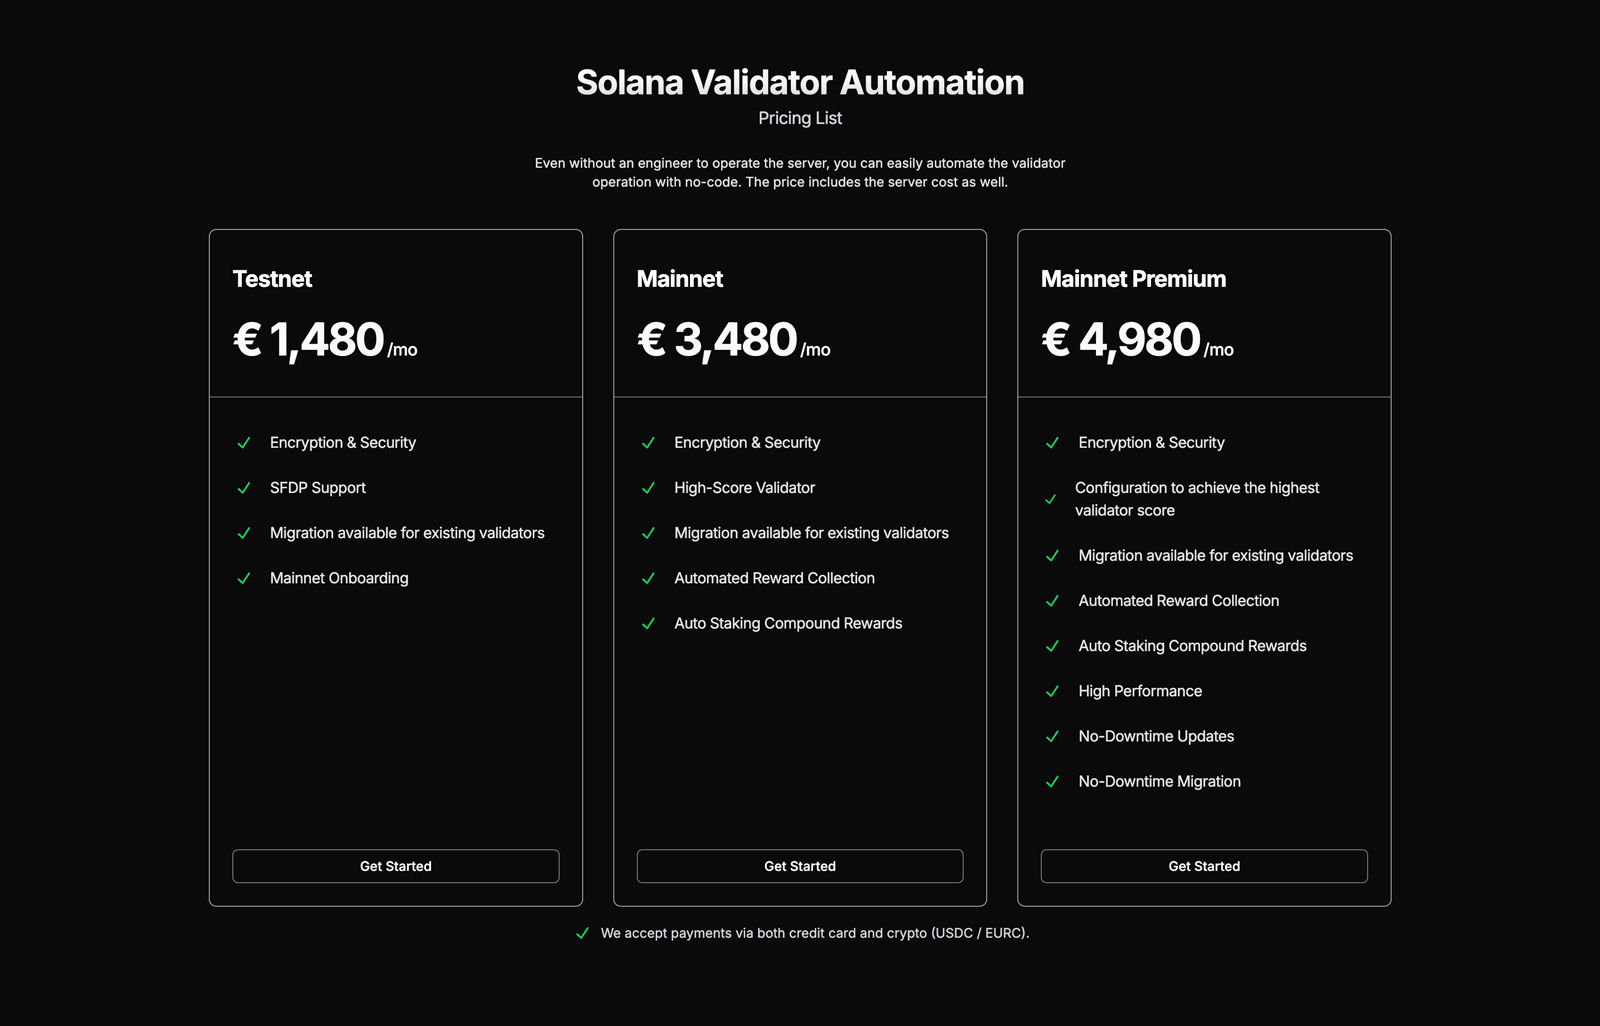 Solana Validator Automation
Pricing List
Even without an engineer to operate the server, you can easily automate the validator
operation with no-code. The price includes the server cost as well.
Testnet
€ 1,480/mo
Encryption & Security
SFDP Support
Migration available for existing validators
Mainnet Onboarding
Get Started
Mainnet
€ 3,480/mo
Encryption & Security
High-Score Validator
Migration available for existing validators
Automated Reward Collection
Auto Staking Compound Rewards
Get Started
Mainnet Premium
€ 4,980/mo
Encryption & Security
Configuration to achieve the highest
validator score
Migration available for existing validators
Automated Reward Collection
Auto Staking Compound Rewards
High Performance
No-Downtime Updates
No-Downtime Migration
Get Started
We accept payments via both credit card and crypto (USDC / EURC).